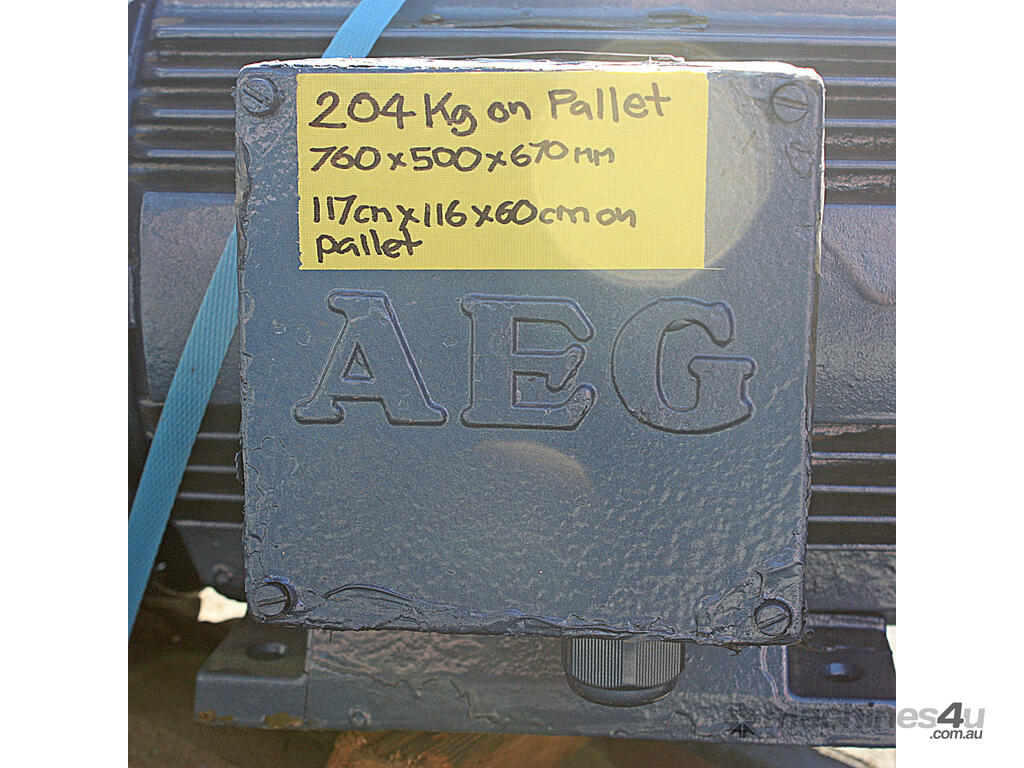 204 Kg on Pallet
760 x 500 x 670 mm
117cm x 116 x 60cm on
pallet
AEG
machines4u
.com.au